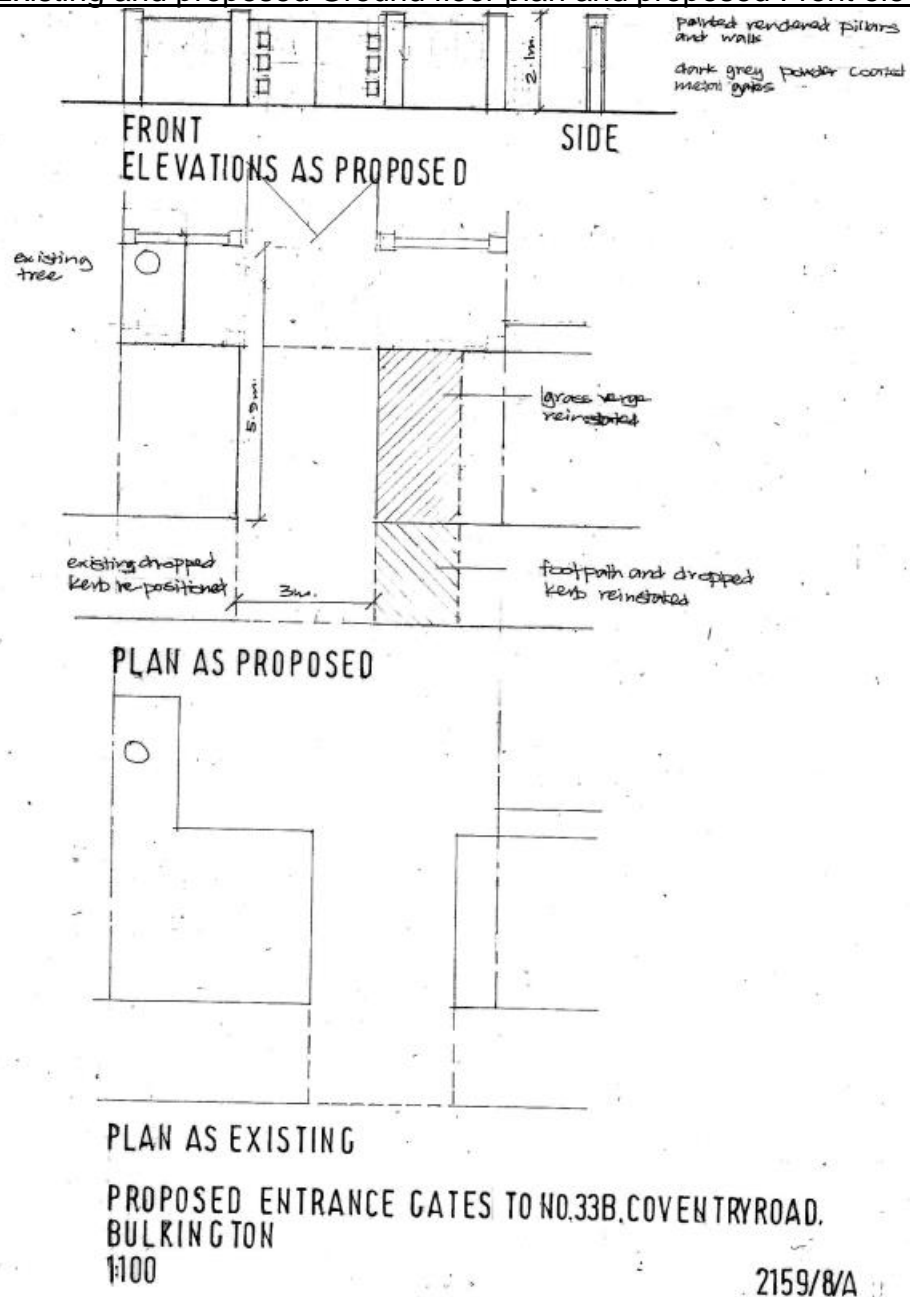 Existing and proposed Ground floor plan and proposed Front
painted rendered pillars
and walls
dark grey powder coated
metal gates
2.1m.
FRONT
SIDE
ELEVATIONS AS PROPOSED
existing
tree
5.9m.
grass verge
reinstated
existing dropped
kerb re-positioned
3m.
footpath and dropped
kerb reinstated
PLAN AS PROPOSED
PLAN AS EXISTING
PROPOSED ENTRANCE GATES TO NO.33B,COVENTRYROAD.
BULKINGTON
1:100
2159/8/A